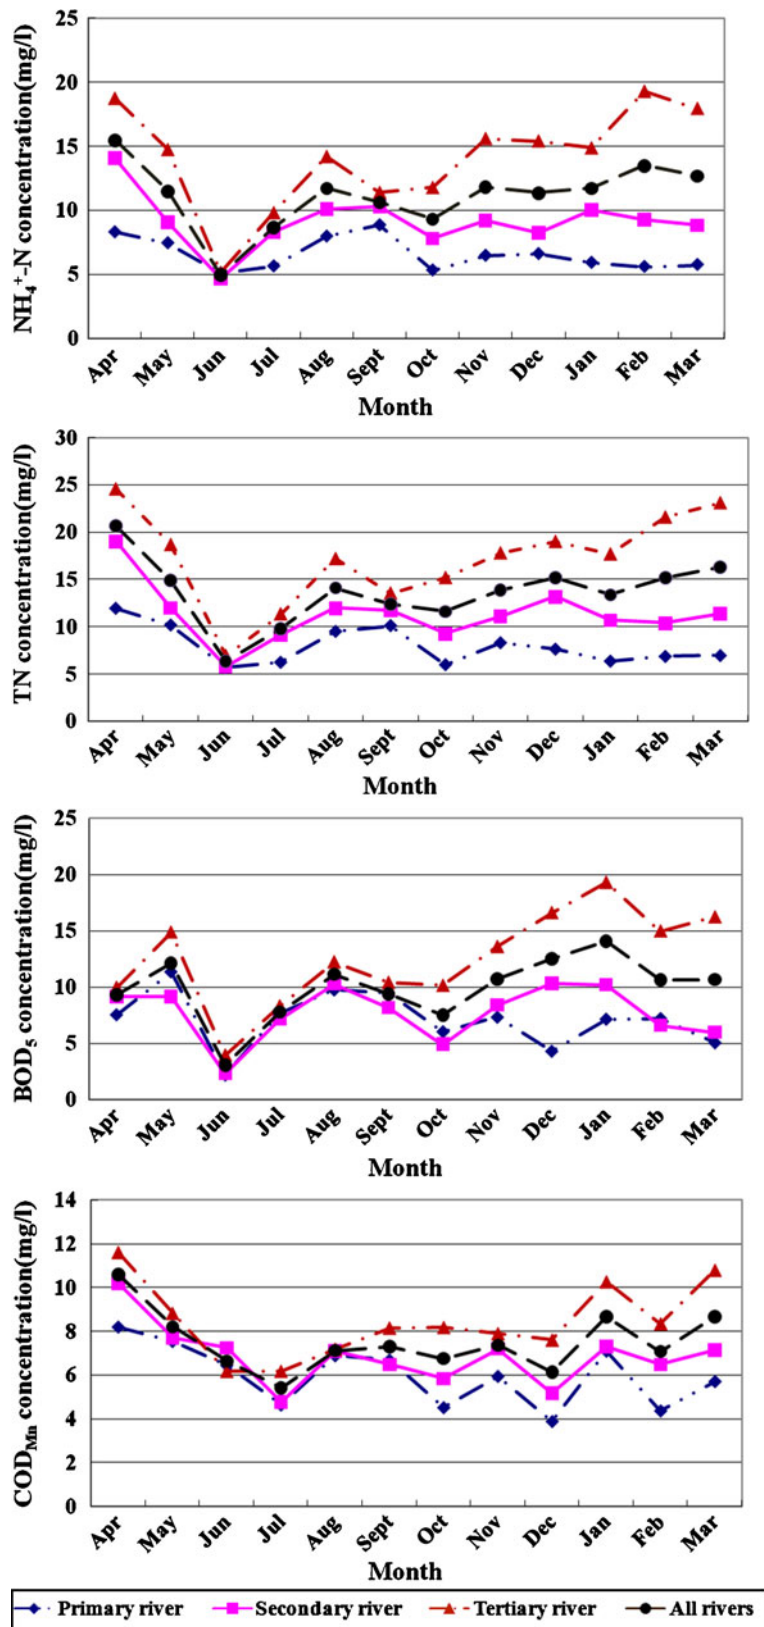 NH₄⁺-N concentration(mg/l)
25
20
15
10
5
0
Apr May Jun Jul Aug Sept Oct Nov Dec Jan Feb Mar
Month
TN concentration(mg/l)
30
25
20
15
10
5
0
Apr May Jun Jul Aug Sept Oct Nov Dec Jan Feb Mar
Month
BOD₅ concentration(mg/l)
25
20
15
10
5
0
Apr May Jun Jul Aug Sept Oct Nov Dec Jan Feb Mar
Month
COD_Mn concentration(mg/l)
14
12
10
8
6
4
2
0
Apr May Jun Jul Aug Sept Oct Nov Dec Jan Feb Mar
Month
Primary river Secondary river Tertiary river All rivers